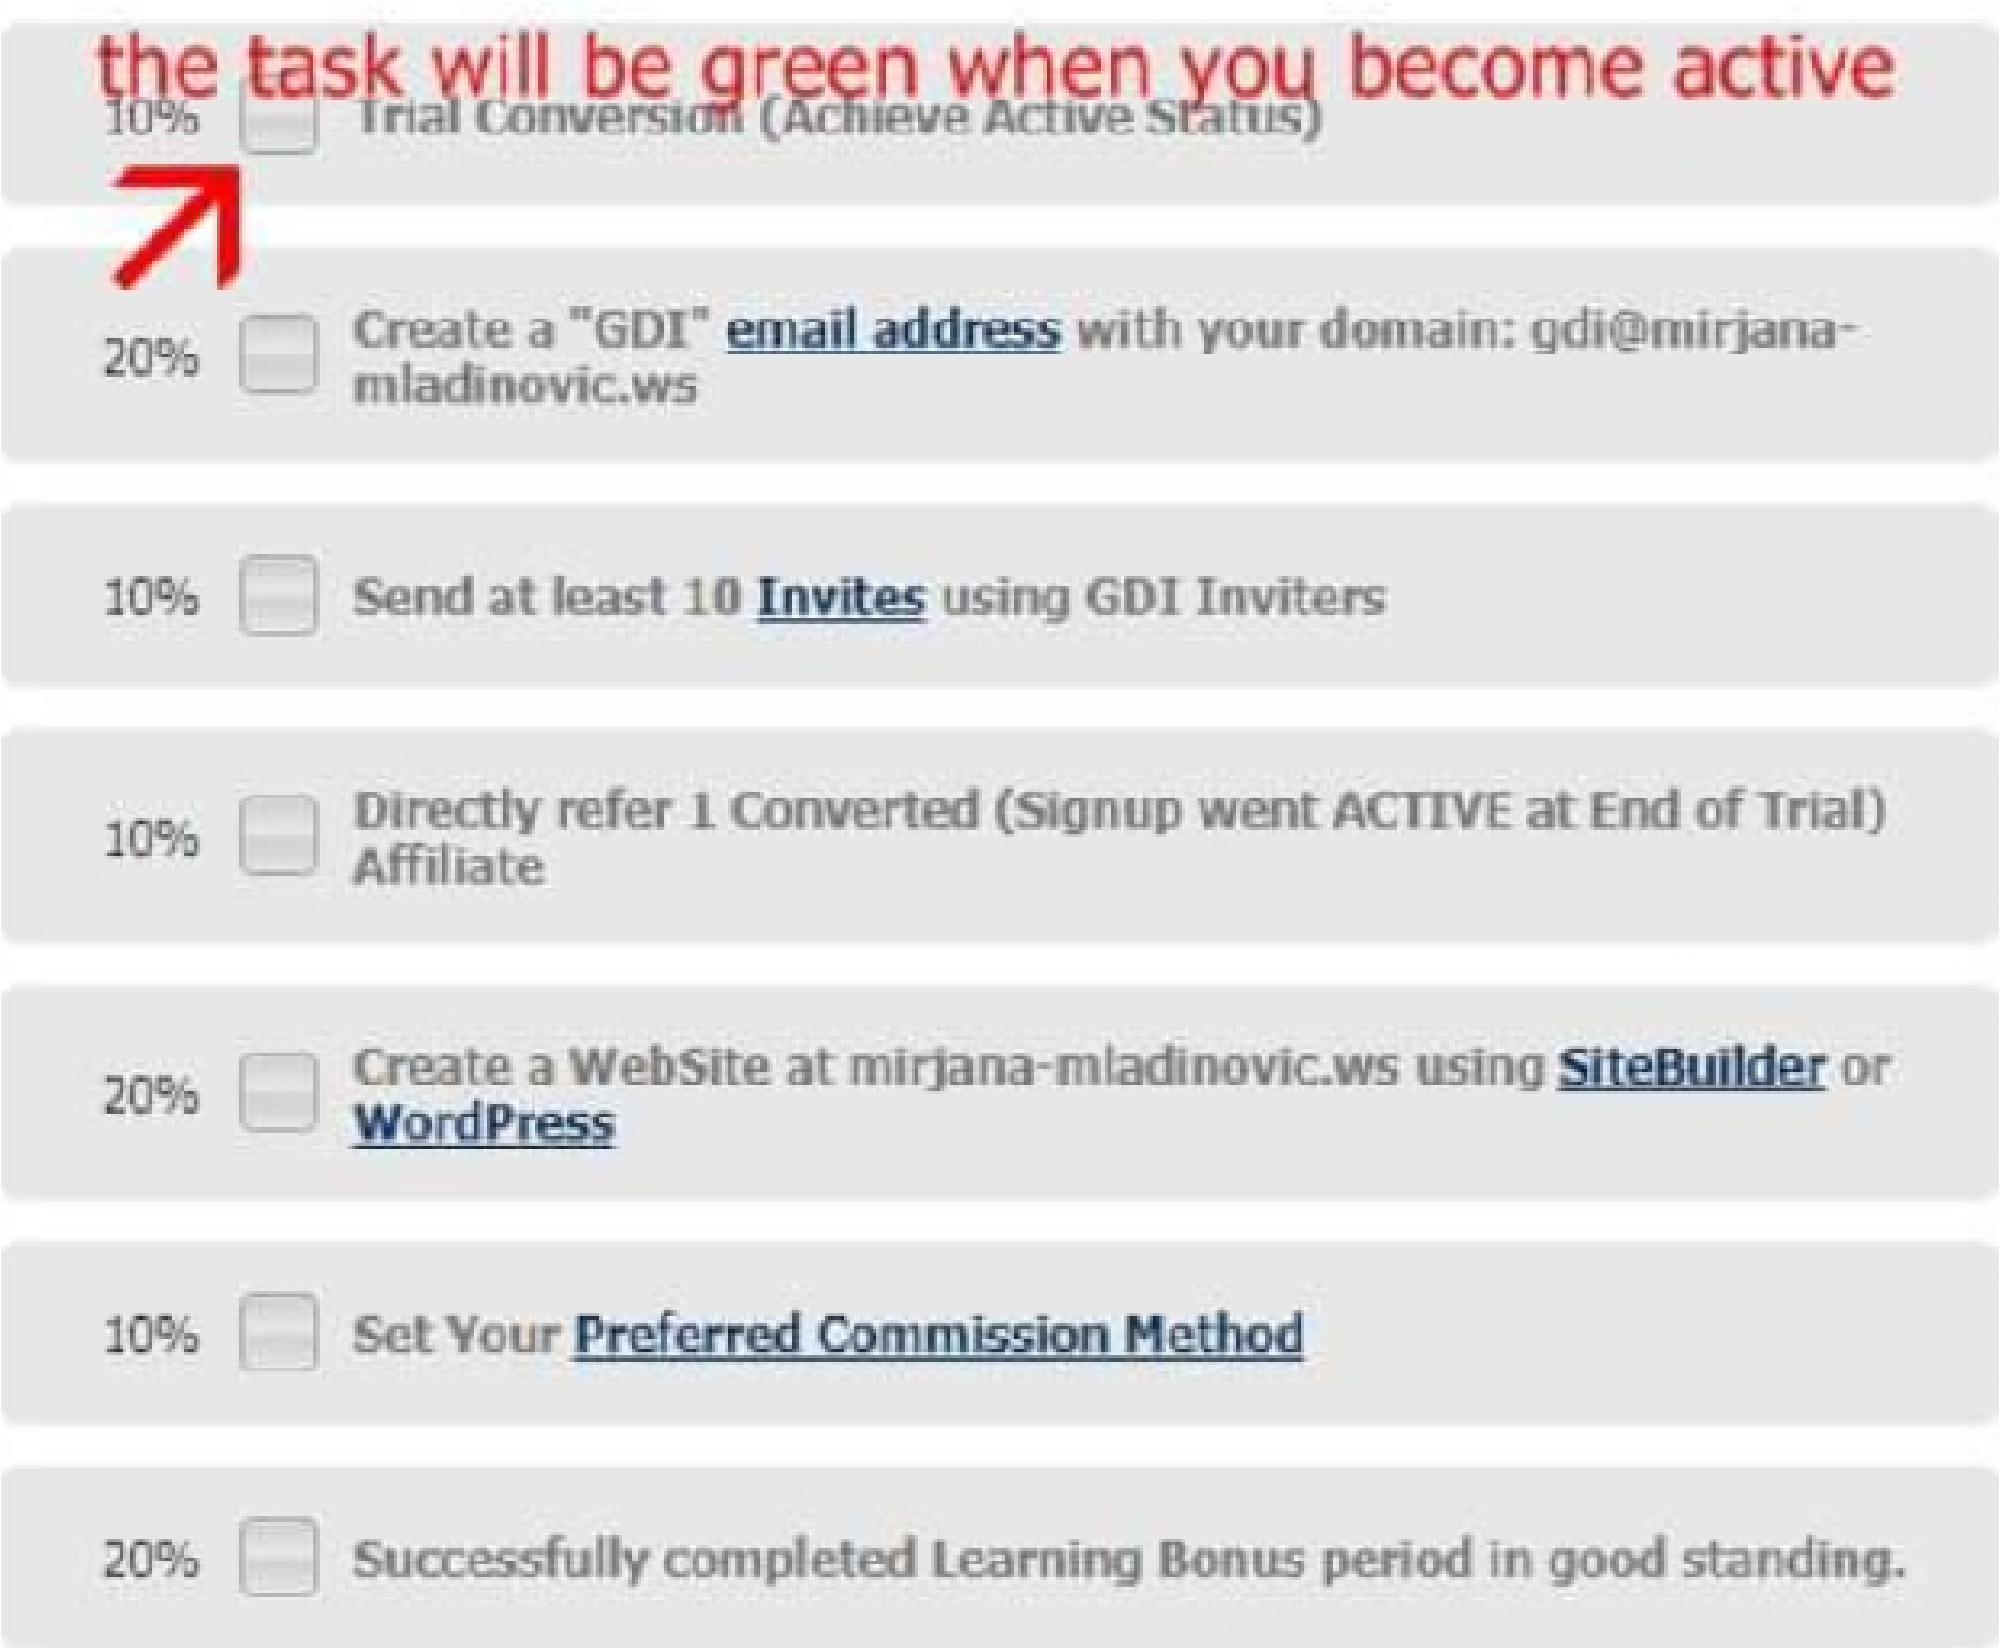 the task will be green when you become active
10% Trial Conversion (Achieve Active Status)
20% Create a "GDI" email address with your domain: gdi@mirjana-
mladinovic.ws
10% Send at least 10 Invites using GDI Inviters
10% Directly refer 1 Converted (Signup went ACTIVE at End of Trial)
Affiliate
20% Create a WebSite at mirjana-mladinovic.ws using SiteBuilder or
WordPress
10% Set Your Preferred Commission Method
20% Successfully completed Learning Bonus period in good standing.